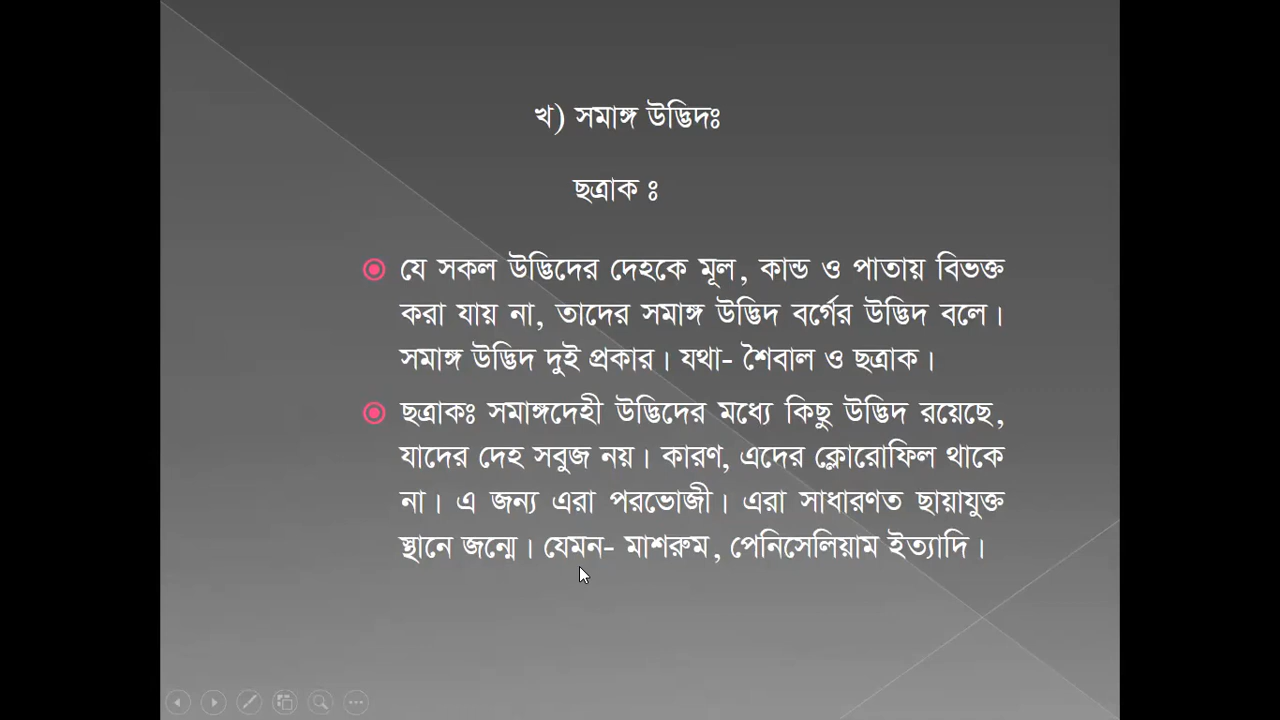 খ) সমাঙ্গ উদ্ভিদঃ
ছত্রাক ঃ
যে সকল উদ্ভিদের দেহকে মূল, কান্ড ও পাতায় বিভক্ত
করা যায় না, তাদের সমাঙ্গ উদ্ভিদ বর্গের উদ্ভিদ বলে।
সমাঙ্গ উদ্ভিদ দুই প্রকার। যথা- শৈবাল ও ছত্রাক।
ছত্রাকঃ সমাঙ্গদেহী উদ্ভিদের মধ্যে কিছু উদ্ভিদ রয়েছে,
যাদের দেহ সবুজ নয়। কারণ, এদের ক্লোরোফিল থাকে
না। এ জন্য এরা পরভোজী। এরা সাধারণত ছায়াযুক্ত
স্থানে জন্মে। যেমন- মাশরুম, পেনিসেলিয়াম ইত্যাদি।